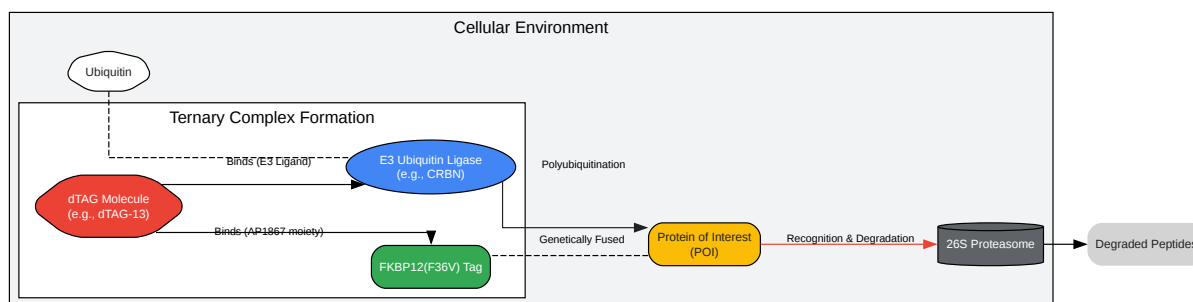 Cellular Environment
Ubiquitin
Ternary Complex Formation
Binds (E3 Ligand)
E3 Ubiquitin Ligase
(e.g., CRBN)
Polyubiquitination
dTAG Molecule
(e.g., dTAG-13)
Binds (AP1867 moiety)
FKBP12(F36V) Tag
Genetically Fused
Protein of Interest
(POI)
Recognition & Degradation
26S Proteasome
Degraded Peptides